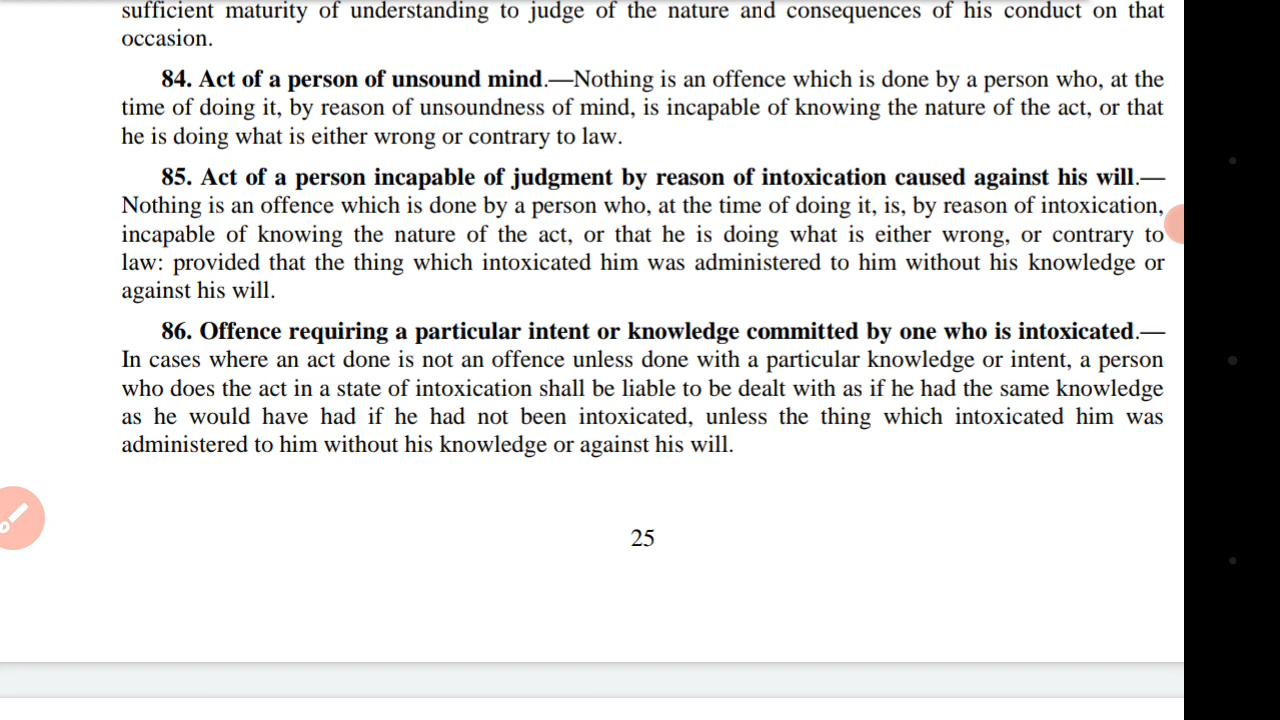 sufficient maturity of understanding to judge of the nature and consequences of his conduct on that
occasion.
84. Act of a person of unsound mind.—Nothing is an offence which is done by a person who, at the
time of doing it, by reason of unsoundness of mind, is incapable of knowing the nature of the act, or that
he is doing what is either wrong or contrary to law.
85. Act of a person incapable of judgment by reason of intoxication caused against his will.—
Nothing is an offence which is done by a person who, at the time of doing it, is, by reason of intoxication,
incapable of knowing the nature of the act, or that he is doing what is either wrong, or contrary to
law: provided that the thing which intoxicated him was administered to him without his knowledge or
against his will.
86. Offence requiring a particular intent or knowledge committed by one who is intoxicated.—
In cases where an act done is not an offence unless done with a particular knowledge or intent, a person
who does the act in a state of intoxication shall be liable to be dealt with as if he had the same knowledge
as he would have had if he had not been intoxicated, unless the thing which intoxicated him was
administered to him without his knowledge or against his will.
25